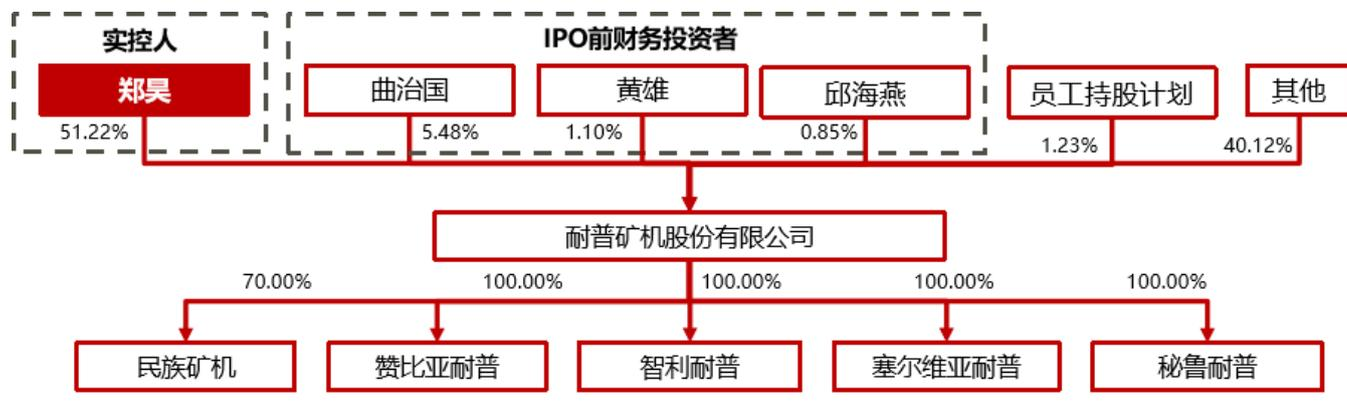 实控人
IPO前财务投资者
郑昊
曲治国
黄雄
邱海燕
员工持股计划
其他
51.22%
5.48%
1.10%
0.85%
1.23%
40.12%
耐普矿机股份有限公司
70.00%
100.00%
100.00%
100.00%
100.00%
民族矿机
赞比亚耐普
智利耐普
塞尔维亚耐普
秘鲁耐普